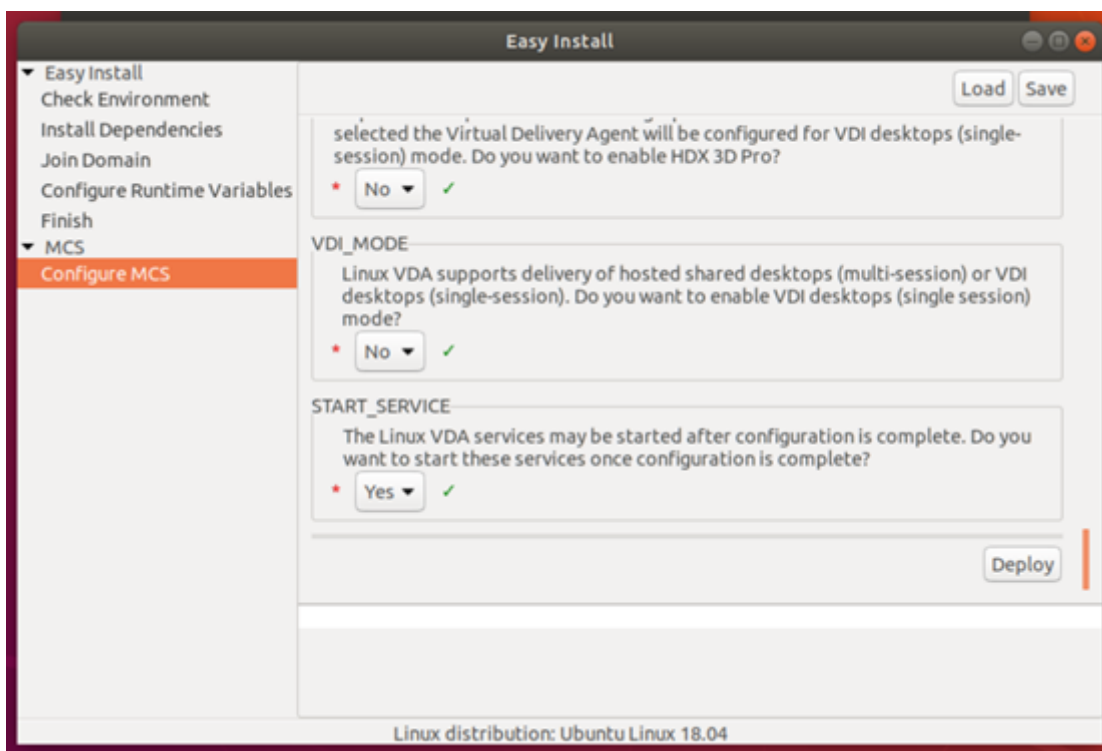 Easy Install
Easy Install
Check Environment
Install Dependencies
Join Domain
Configure Runtime Variables
Finish
MCS
Configure MCS
Load Save
selected the Virtual Delivery Agent will be configured for VDI desktops (single-
session) mode. Do you want to enable HDX 3D Pro?
* No ✓
VDI_MODE
Linux VDA supports delivery of hosted shared desktops (multi-session) or VDI
desktops (single-session). Do you want to enable VDI desktops (single session)
mode?
* No ✓
START_SERVICE
The Linux VDA services may be started after configuration is complete. Do you
want to start these services once configuration is complete?
* Yes ✓
Deploy
Linux distribution: Ubuntu Linux 18.04